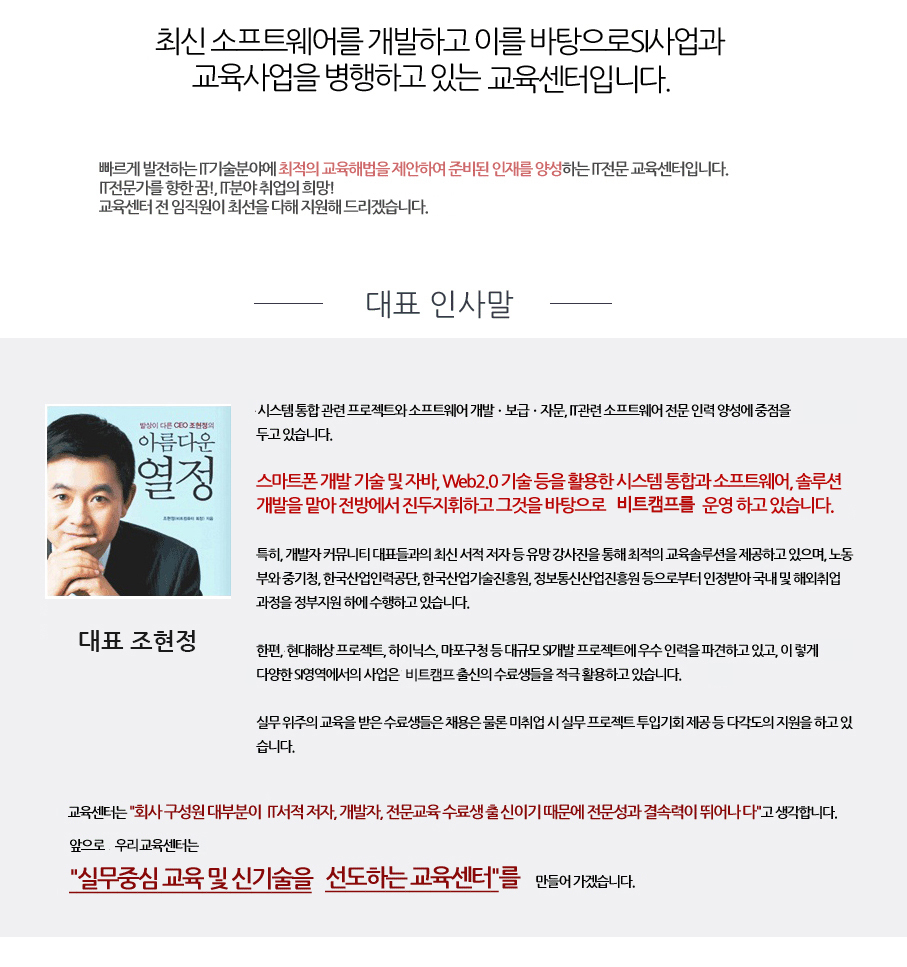 최신 소프트웨어를 개발하고 이를 바탕으로SI사업과
교육사업을 병행하고 있는 교육센터입니다.
빠르게 발전하는 IT기술분야에 최적의 교육해법을 제안하여 준비된 인재를 양성하는 IT전문 교육센터입니다.
IT전문가를 향한 꿈!, IT분야 취업의 희망!
교육센터 전 임직원이 최선을 다해 지원해 드리겠습니다.
대표 인사말
발상이 다른 CEO 조현정의
아름다운
열정
대표 조현정
시스템 통합 관련 프로젝트와 소프트웨어 개발 · 보급 · 자문, IT관련 소프트웨어 전문 인력 양성에 중점을
두고 있습니다.
스마트폰 개발 기술 및 자바, Web2.0 기술 등을 활용한 시스템 통합과 소프트웨어, 솔루션
개발을 맡아 전방에서 진두지휘하고 그것을 바탕으로 비트캠프를 운영 하고 있습니다.
특히, 개발자 커뮤니티 대표들과의 최신 서적 저자 등 유망 강사진을 통해 최적의 교육솔루션을 제공하고 있으며, 노동
부와 중기청, 한국산업인력공단, 한국산업기술진흥원, 정보통신산업진흥원 등으로부터 인정받아 국내 및 해외취업
과정을 정부지원 하에 수행하고 있습니다.
한편, 현대해상 프로젝트, 하이닉스, 마포구청 등 대규모 SI개발 프로젝트에 우수 인력을 파견하고 있고, 이 렇게
다양한 SI영역에서의 사업은 비트캠프 출신의 수료생들을 적극 활용하고 있습니다.
실무 위주의 교육을 받은 수료생들은 채용은 물론 미취업 시 실무 프로젝트 투입기회 제공 등 다각도의 지원을 하고 있
습니다.
교육센터는 "회사 구성원 대부분이 IT서적 저자, 개발자, 전문교육 수료생 출 신이기 때문에 전문성과 결속력이 뛰어나 다"고 생각합니다.
앞으로 우리 교육센터는
"실무중심 교육 및 신기술을 선도하는 교육센터"를 만들어 가겠습니다.